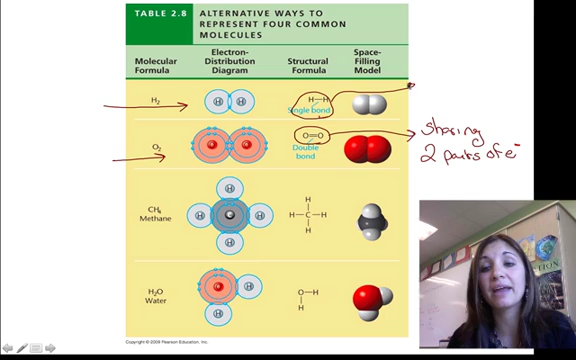 TABLE 2.8
ALTERNATIVE WAYS TO
REPRESENT FOUR COMMON
MOLECULES
Molecular
Formula
Electron-
Distribution
Diagram
Structural
Formula
Space-
Filling
Model
H₂
H H
H–H
Single bond
O₂
O O
O=O
Double
bond
sharing
2 pairs of e⁻
CH₄
Methane
H
H C H
H
H
H–C–H
H
H₂O
Water
O H
H
O–H
H
Copyright © 2009 Pearson Education, Inc.